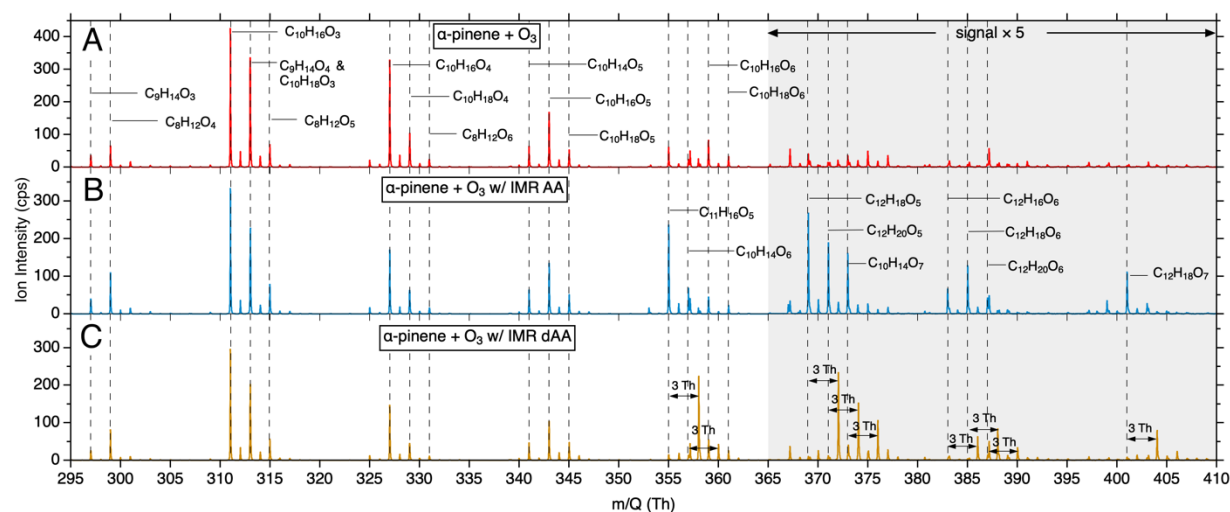 A
α-pinene + O₃
signal × 5
C₉H₁₄O₃
C₈H₁₂O₄
C₁₀H₁₆O₃
C₉H₁₄O₄ &
C₁₀H₁₈O₃
C₈H₁₂O₅
C₁₀H₁₆O₄
C₁₀H₁₈O₄
C₈H₁₂O₆
C₁₀H₁₄O₅
C₁₀H₁₆O₅
C₁₀H₁₈O₅
C₁₀H₁₆O₆
C₁₀H₁₈O₆
400
300
200
100
0
B
α-pinene + O₃ w/ IMR AA
C₁₁H₁₆O₅
C₁₀H₁₄O₆
C₁₂H₁₈O₅
C₁₂H₂₀O₅
C₁₀H₁₄O₇
C₁₂H₁₆O₆
C₁₂H₁₈O₆
C₁₂H₂₀O₆
C₁₂H₁₈O₇
300
200
100
0
Ion Intensity (cps)
C
α-pinene + O₃ w/ IMR dAA
3 Th
3 Th
3 Th
3 Th
3 Th
3 Th
3 Th
3 Th
3 Th
300
200
100
0
295 300 305 310 315 320 325 330 335 340 345 350 355 360 365 370 375 380 385 390 395 400 405 410
m/Q (Th)